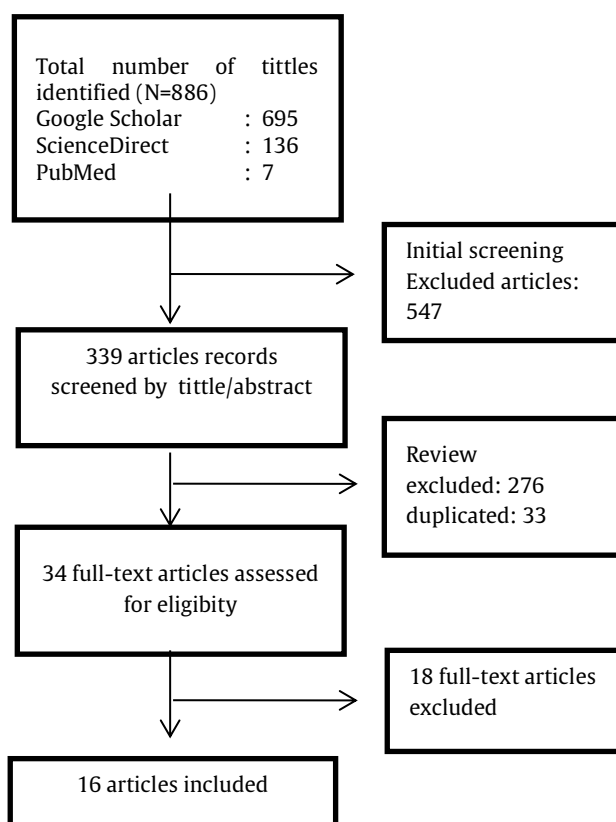 Total number of tittles
identified (N=886)
Google Scholar : 695
ScienceDirect : 136
PubMed : 7
Initial screening
Excluded articles:
547
339 articles records
screened by tittle/abstract
Review
excluded: 276
duplicated: 33
34 full-text articles assessed
for eligibity
18 full-text articles
excluded
16 articles included